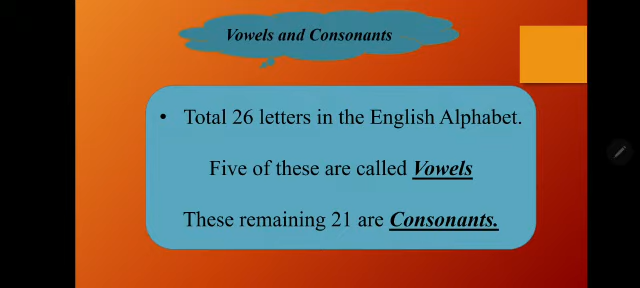 Vowels and Consonants
• Total 26 letters in the English Alphabet.
Five of these are called Vowels
These remaining 21 are Consonants.